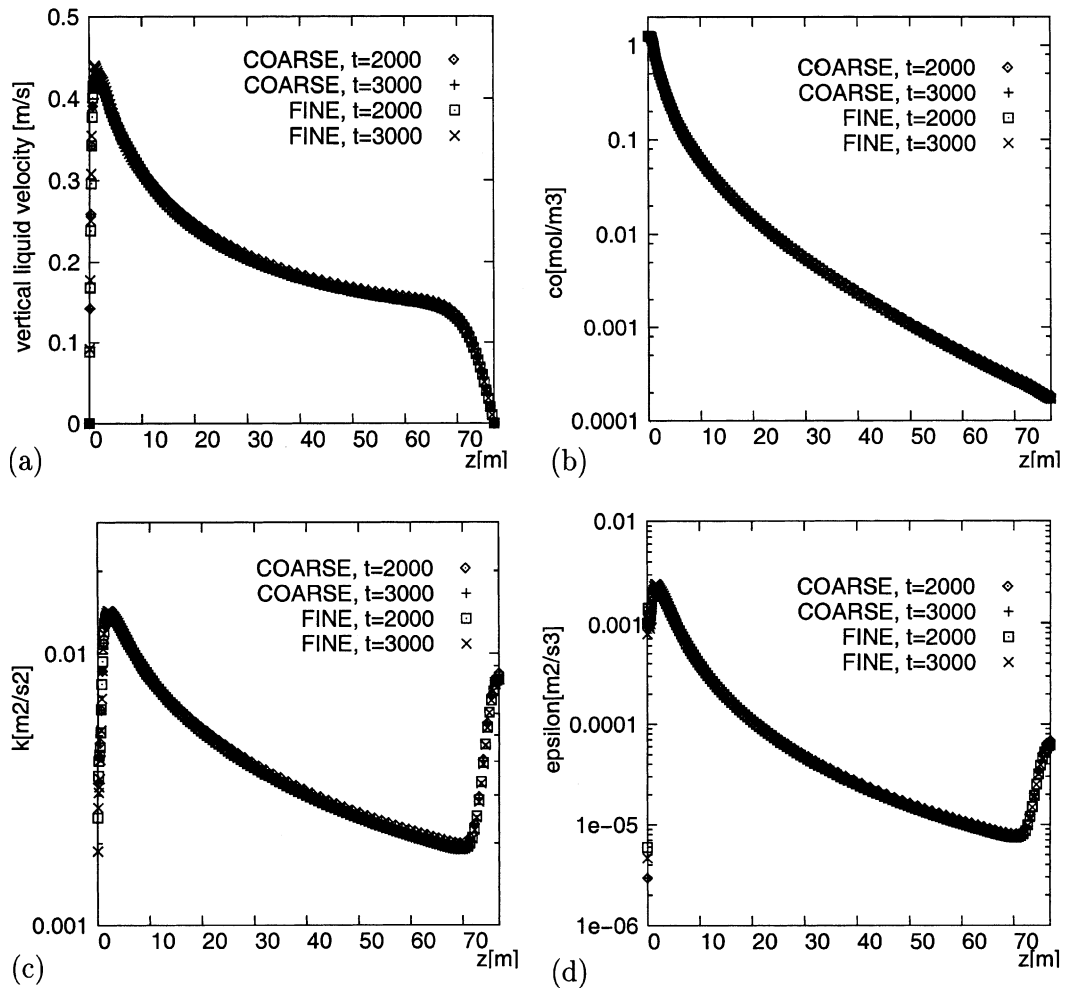 0.5
0.4
0.3
0.2
0.1
0
vertical liquid velocity [m/s]
COARSE, t=2000
COARSE, t=3000
FINE, t=2000
FINE, t=3000
0 10 20 30 40 50 60 70
z[m]
(a)
1
0.1
0.01
0.001
0.0001
co[mol/m3]
COARSE, t=2000
COARSE, t=3000
FINE, t=2000
FINE, t=3000
0 10 20 30 40 50 60 70
z[m]
(b)
0.01
0.001
k[m2/s2]
COARSE, t=2000
COARSE, t=3000
FINE, t=2000
FINE, t=3000
0 10 20 30 40 50 60 70
z[m]
(c)
0.01
0.001
0.0001
1e-05
1e-06
epsilon[m2/s3]
COARSE, t=2000
COARSE, t=3000
FINE, t=2000
FINE, t=3000
0 10 20 30 40 50 60 70
z[m]
(d)